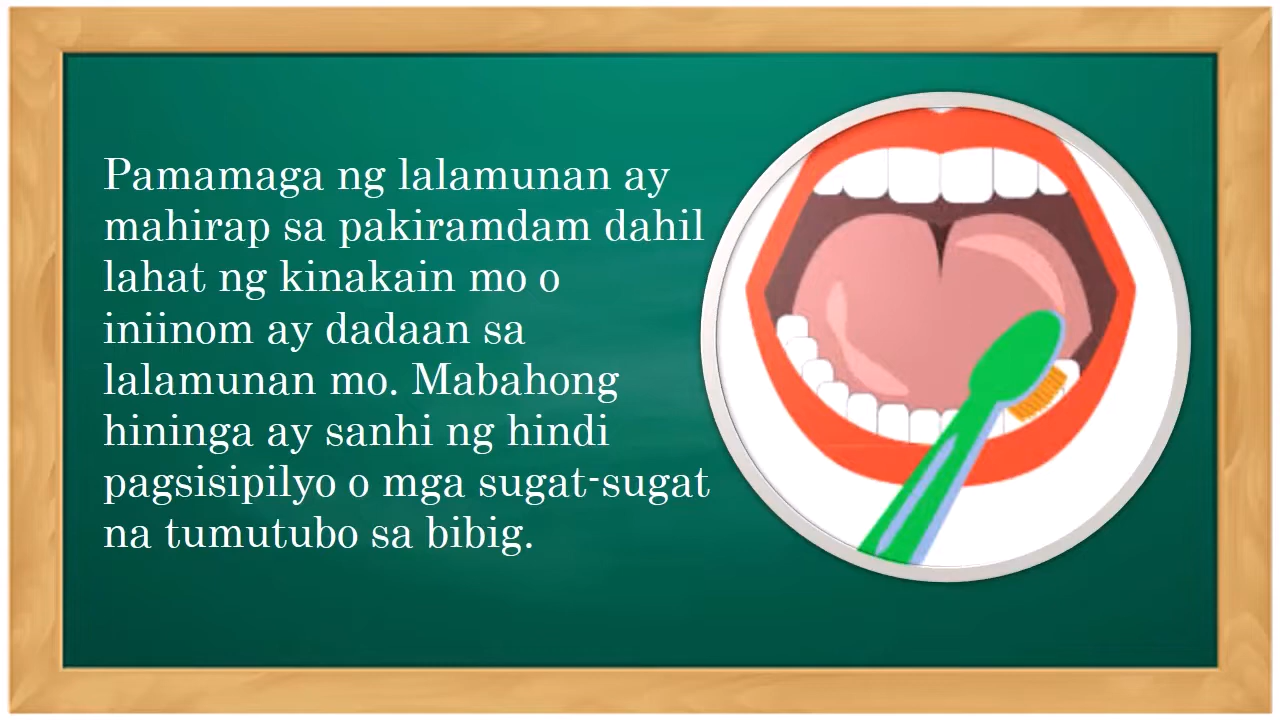 Pamamaga ng lalamunan ay
mahirap sa pakiramdam dahil
lahat ng kinakain mo o
iniinom ay dadaan sa
lalamunan mo. Mabahong
hininga ay sanhi ng hindi
pagsisipilyo o mga sugat-sugat
na tumutubo sa bibig.